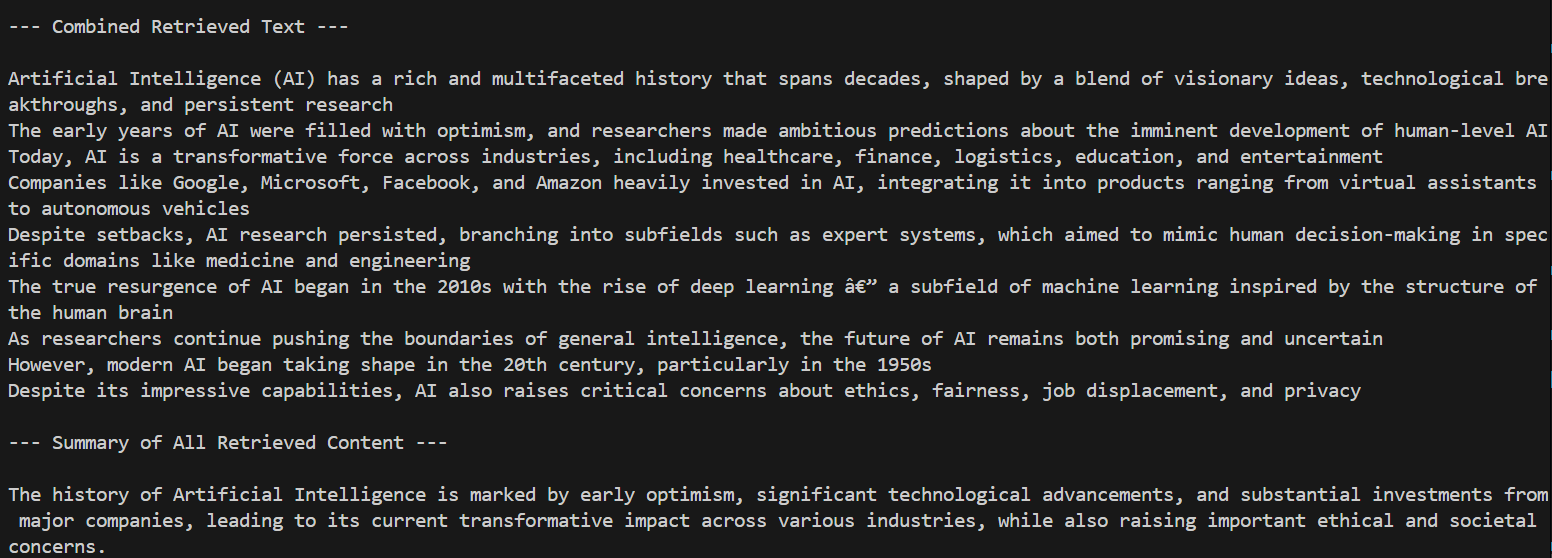 --- Combined Retrieved Text ---
Artificial Intelligence (AI) has a rich and multifaceted history that spans decades, shaped by a blend of visionary ideas, technological bre
akthroughs, and persistent research
The early years of AI were filled with optimism, and researchers made ambitious predictions about the imminent development of human-level AI
Today, AI is a transformative force across industries, including healthcare, finance, logistics, education, and entertainment
Companies like Google, Microsoft, Facebook, and Amazon heavily invested in AI, integrating it into products ranging from virtual assistants
to autonomous vehicles
Despite setbacks, AI research persisted, branching into subfields such as expert systems, which aimed to mimic human decision-making in spec
ific domains like medicine and engineering
The true resurgence of AI began in the 2010s with the rise of deep learning â€” a subfield of machine learning inspired by the structure of
the human brain
As researchers continue pushing the boundaries of general intelligence, the future of AI remains both promising and uncertain
However, modern AI began taking shape in the 20th century, particularly in the 1950s
Despite its impressive capabilities, AI also raises critical concerns about ethics, fairness, job displacement, and privacy
--- Summary of All Retrieved Content ---
The history of Artificial Intelligence is marked by early optimism, significant technological advancements, and substantial investments from
major companies, leading to its current transformative impact across various industries, while also raising important ethical and societal
concerns.